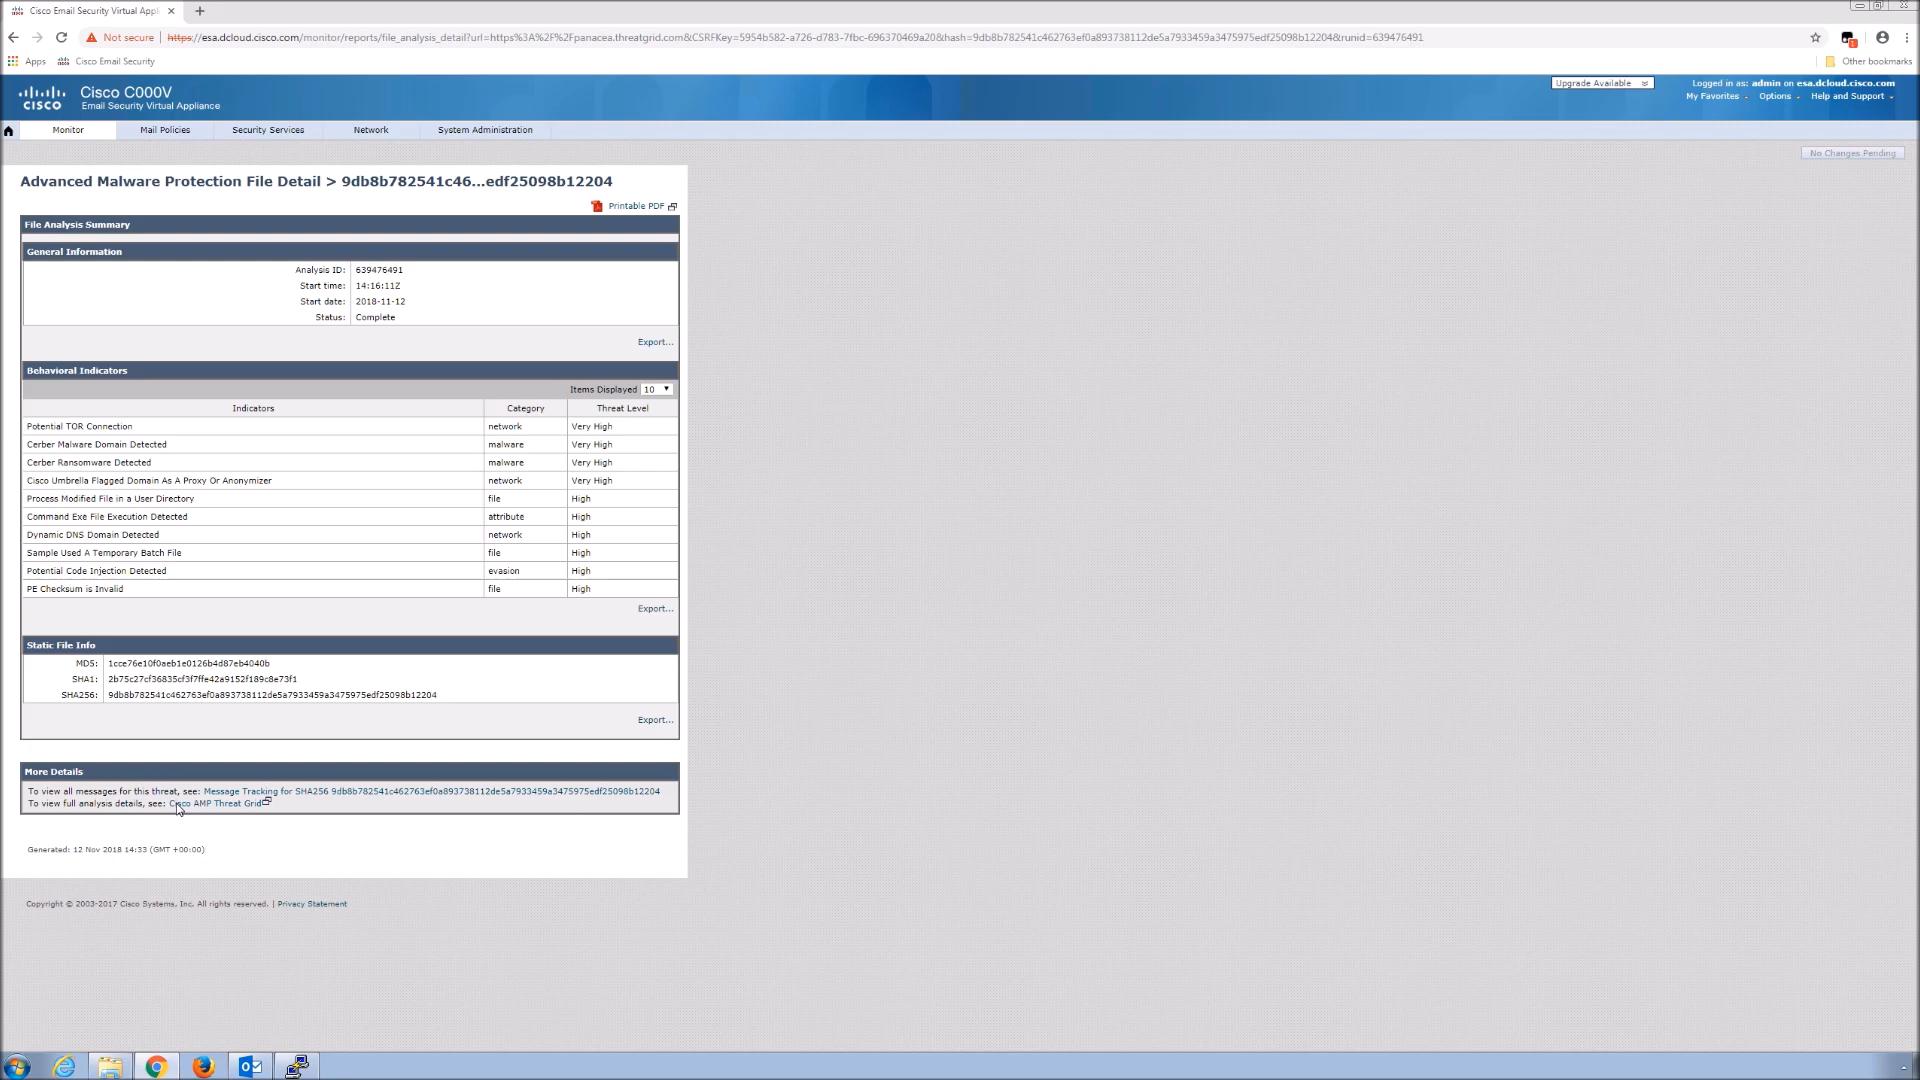 Cisco Email Security Virtual Appl
Not secure | https://esa.dcloud.cisco.com/monitor/reports/file_analysis_detail?url=https%3A%2F%2Fpanacea.threatgrid.com&CSRFKey=5954b582-a726-d783-7fbc-696370469a20&hash=9db8b782541c462763ef0a893738112de5a7933459a3475975edf25098b12204&runid=639476491
Apps Cisco Email Security Other bookmarks
CISCO
Cisco C000V
Email Security Virtual Appliance
Upgrade Available
Logged in as: admin on esa.dcloud.cisco.com
My Favorites Options Help and Support
Monitor Mail Policies Security Services Network System Administration
No Changes Pending
Advanced Malware Protection File Detail > 9db8b782541c46...edf25098b12204
Printable PDF
File Analysis Summary
General Information
Analysis ID: 639476491
Start time: 14:16:11Z
Start date: 2018-11-12
Status: Complete
Export...
Behavioral Indicators
Items Displayed 10
Indicators Category Threat Level
Potential TOR Connection network Very High
Cerber Malware Domain Detected malware Very High
Cerber Ransomware Detected malware Very High
Cisco Umbrella Flagged Domain As A Proxy Or Anonymizer network Very High
Process Modified File in a User Directory file High
Command Exe File Execution Detected attribute High
Dynamic DNS Domain Detected network High
Sample Used A Temporary Batch File file High
Potential Code Injection Detected evasion High
PE Checksum is Invalid file High
Export...
Static File Info
MD5: 1cce76e10f0aeb1e0126b4d87eb4040b
SHA1: 2b75c27cf36835cf3f7ffe42a9152f189c8e73f1
SHA256: 9db8b782541c462763ef0a893738112de5a7933459a3475975edf25098b12204
Export...
More Details
To view all messages for this threat, see: Message Tracking for SHA256 9db8b782541c462763ef0a893738112de5a7933459a3475975edf25098b12204
To view full analysis details, see: Cisco AMP Threat Grid
Generated: 12 Nov 2018 14:33 (GMT +00:00)
Copyright © 2003-2017 Cisco Systems, Inc. All rights reserved. | Privacy Statement